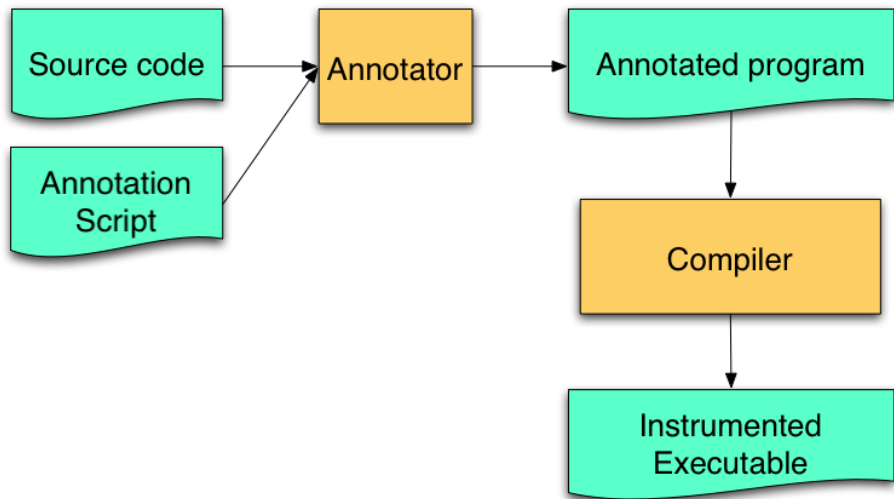 Source code
Annotator
Annotated program
Annotation
Script
Compiler
Instrumented
Executable